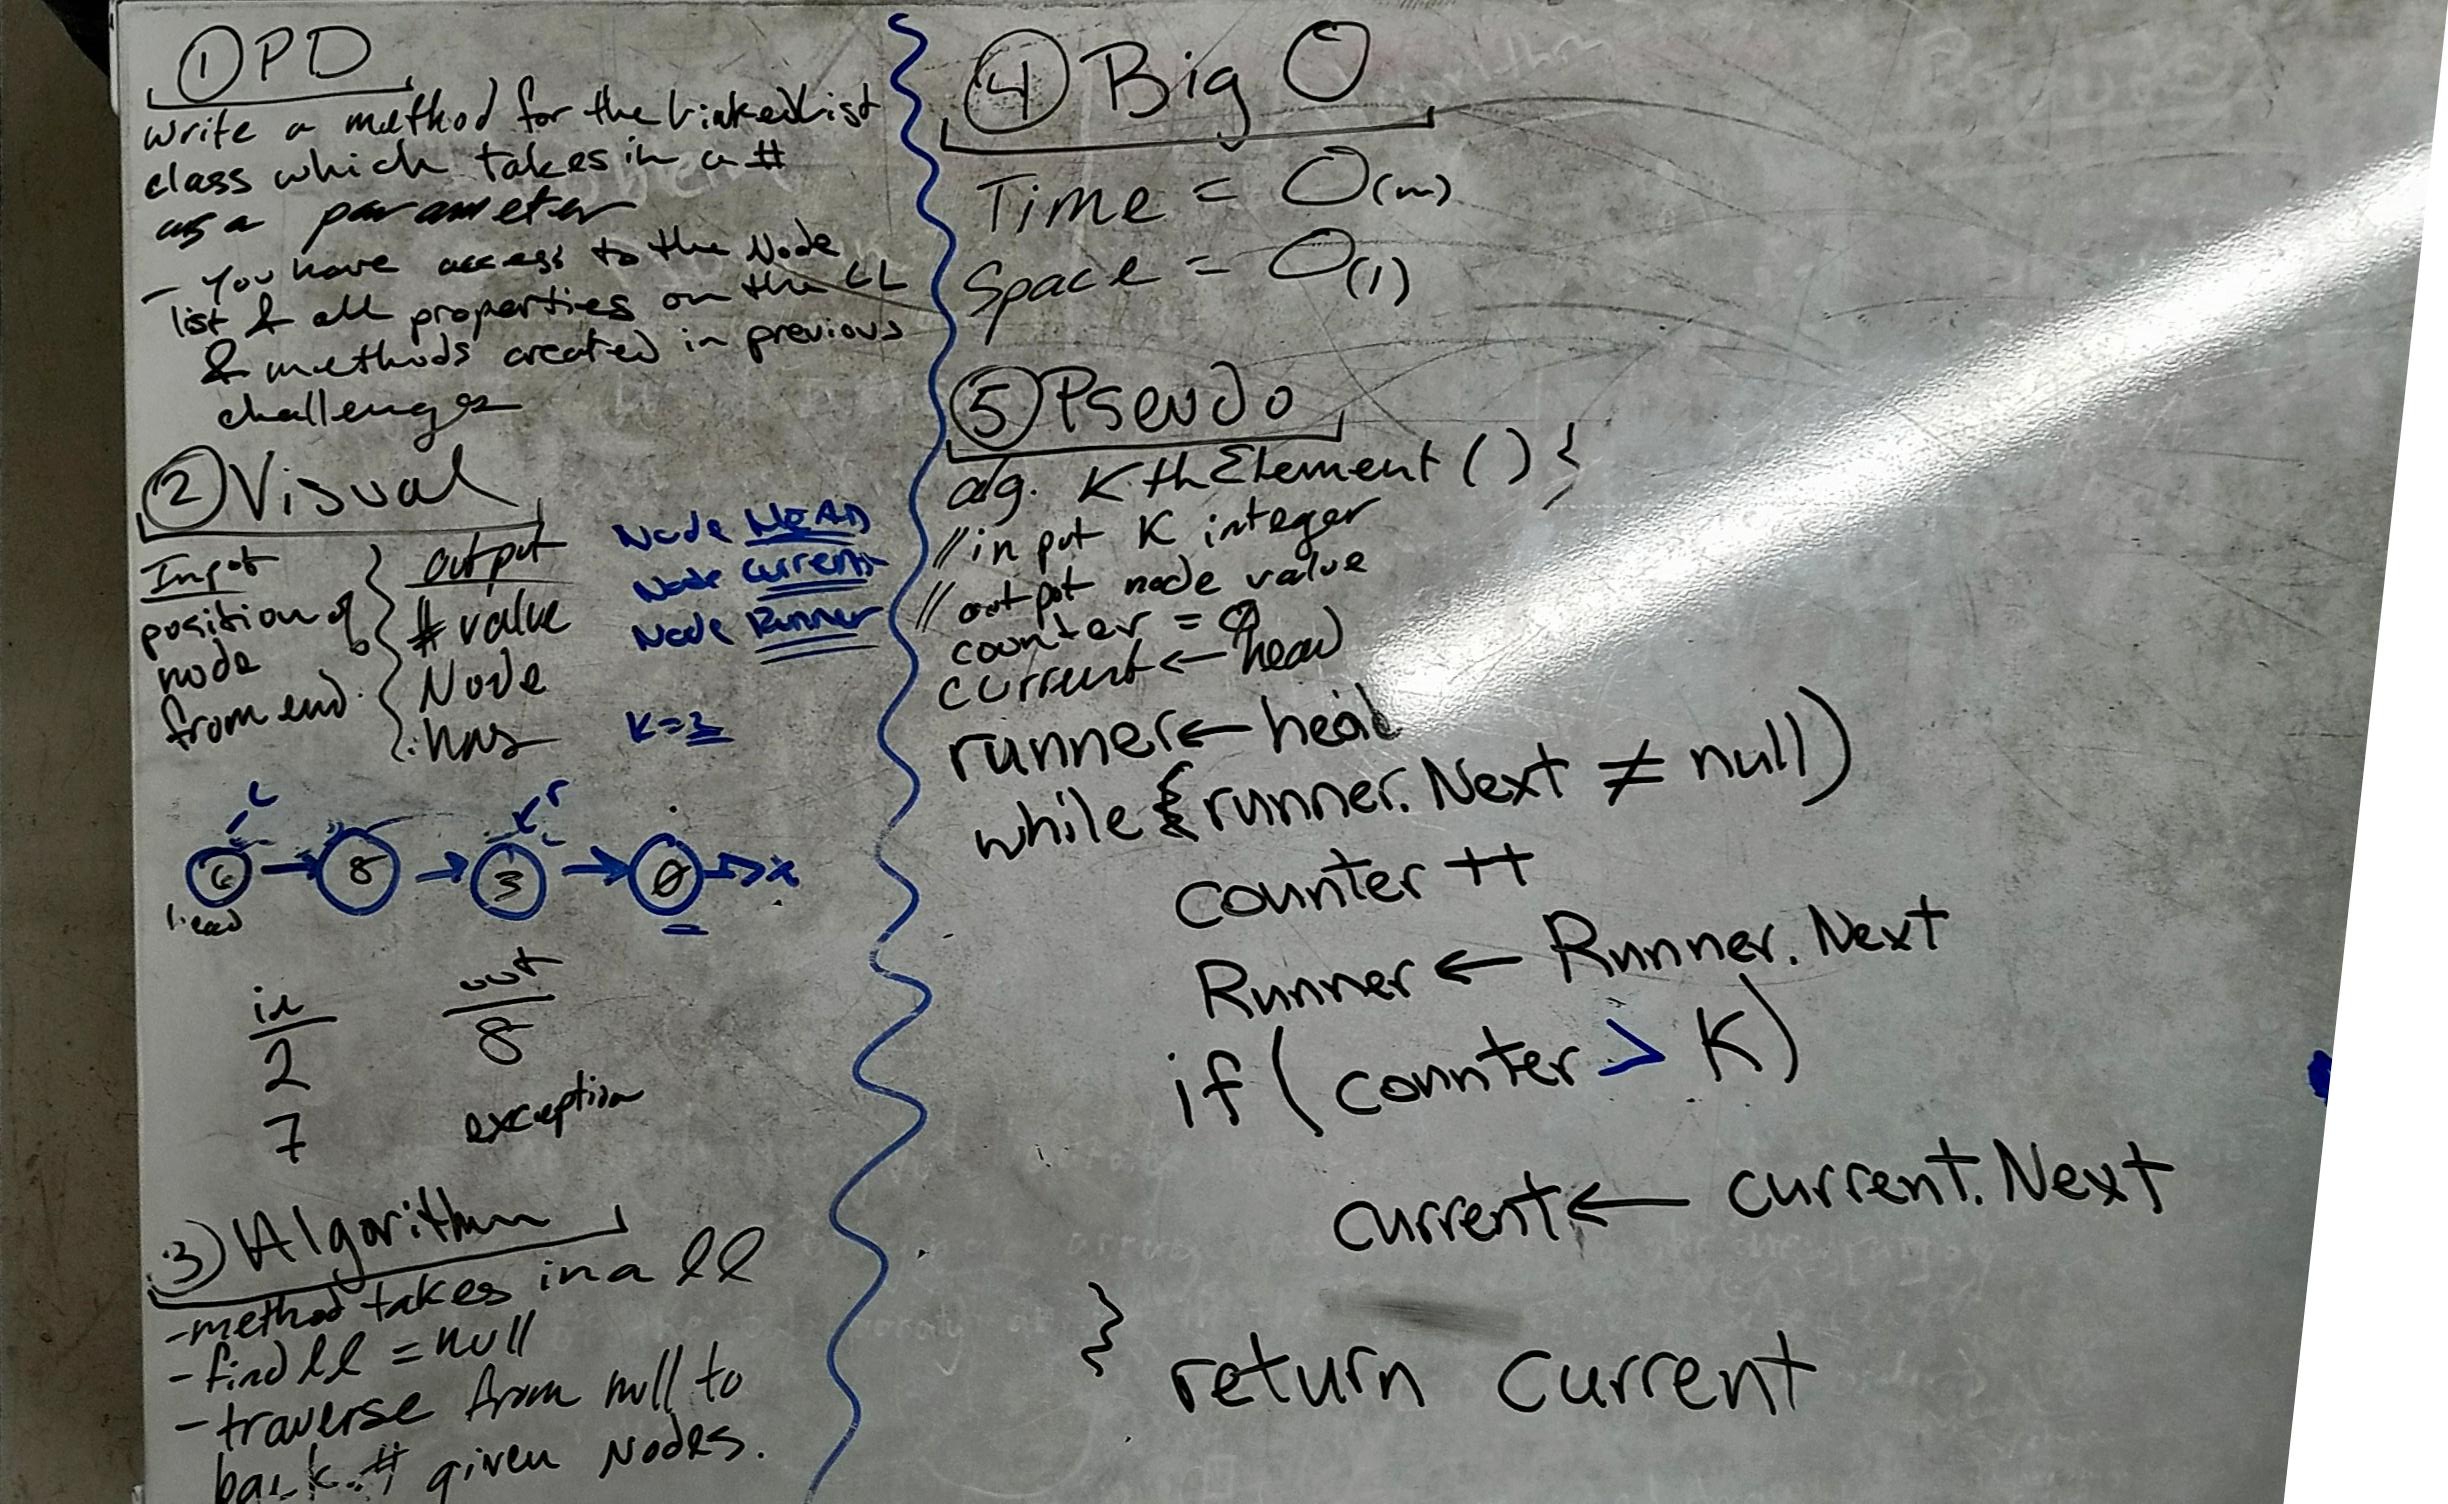 ① PD
Write a method for the LinkedList
class which takes in a #
as a parameter
- You have access to the Node
list & all properties on the LL
& methods created in previous
challenges
② Visual
Input
position of
node
from end.
output
# value
Node
has
Node HEAD
Node Current
Node Runner
K=2
c
r
c
6 → 8 → 3 → 0 → x
head
in out
2 8
7 exception
3) Algorithm
- method takes in a ll
- find ll = null
- traverse from null to
back # given Nodes.
④ Big O
Time = O(n)
Space = O(1)
⑤ Pseudo
alg. KthElement () {
// input K integer
// output node value
counter = 0
current ← head
runner ← head
while (runner.Next ≠ null)
counter ++
Runner ← Runner.Next
if (counter > K)
current ← current.Next
}
return current